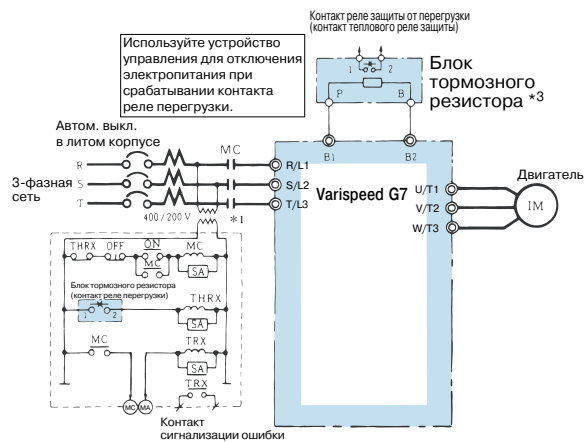 Контакт реле защиты от перегрузки
(контакт теплового реле защиты)
Используйте устройство
управления для отключения
электропитания при
срабатывании контакта
реле перегрузки.
1 2
P B
Блок
тормозного
резистора *3
Автом. выкл.
в литом корпусе
MC
B1 B2
R R/L1
3-фазная
сеть
S S/L2
T T/L3
Varispeed G7
U/T1
V/T2
W/T3
Двигатель
IM
400 / 200 V *1
THRX OFF ON MC
MC SA
Блок тормозного резистора
(контакт реле перегрузки)
1 2
THRX
SA
MC TRX
SA
MC MA TRX
Контакт
сигнализации ошибки